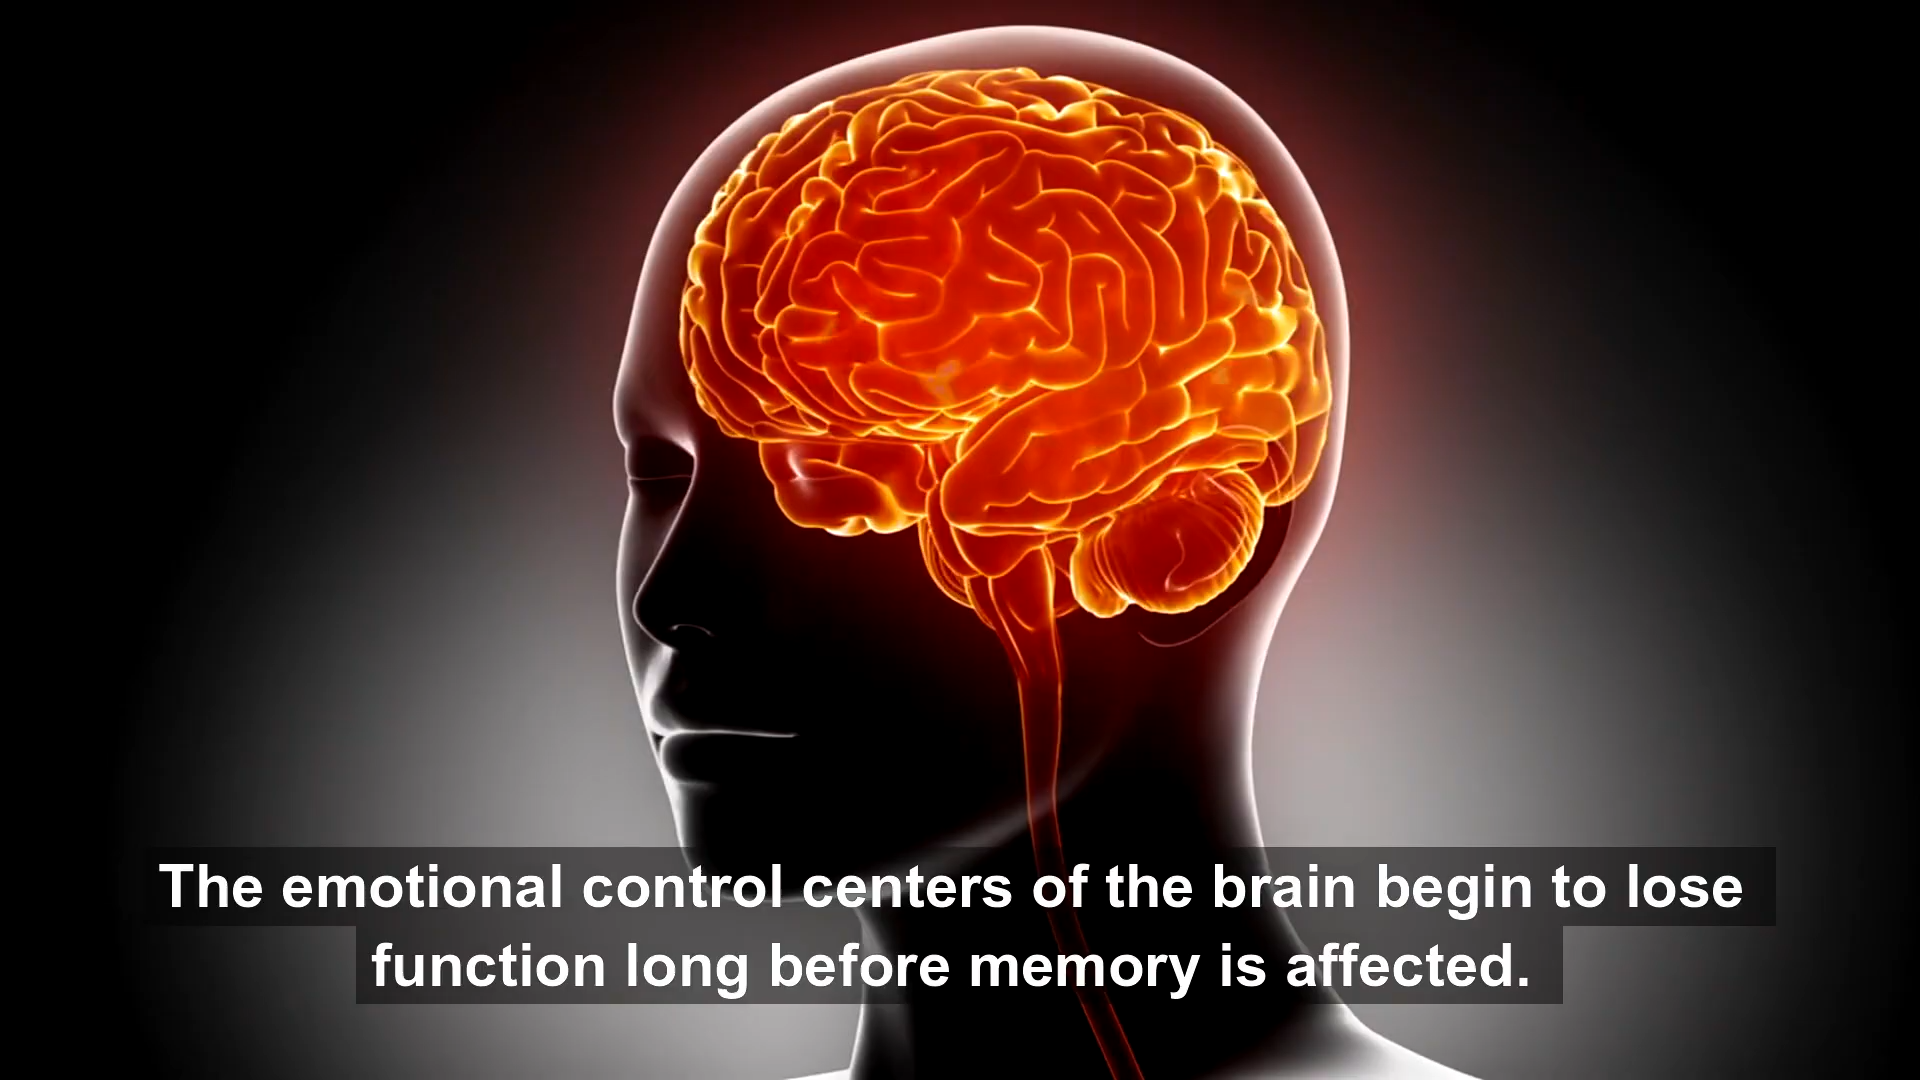 The emotional control centers of the brain begin to lose
function long before memory is affected.